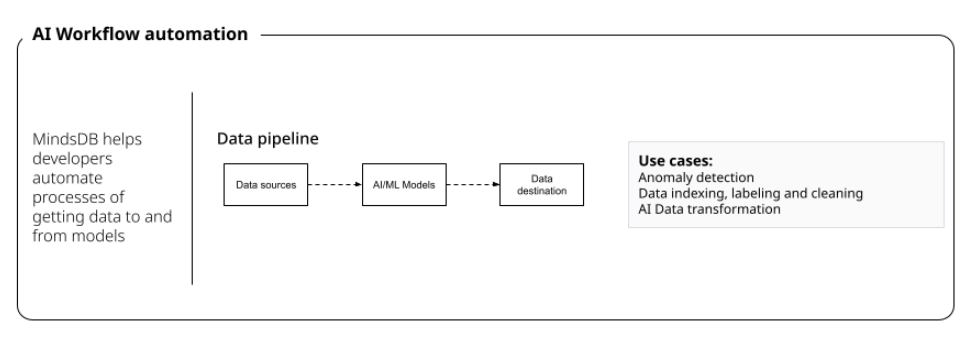 AI Workflow automation
MindsDB helps
developers
automate
processes of
getting data to and
from models
Data pipeline
Data sources
AI/ML Models
Data
destination
Use cases:
Anomaly detection
Data indexing, labeling and cleaning
AI Data transformation